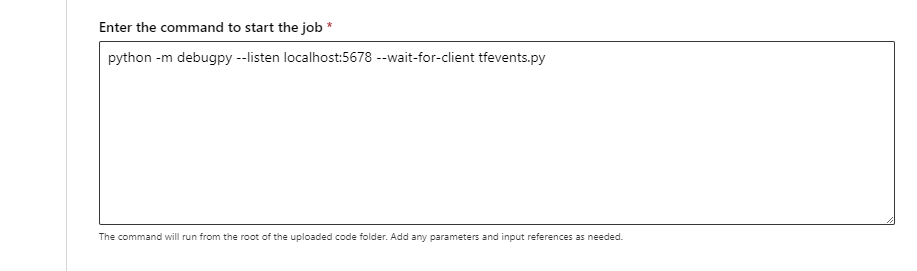 Enter the command to start the job *
python -m debugpy --listen localhost:5678 --wait-for-client tfevents.py
The command will run from the root of the uploaded code folder. Add any parameters and input references as needed.